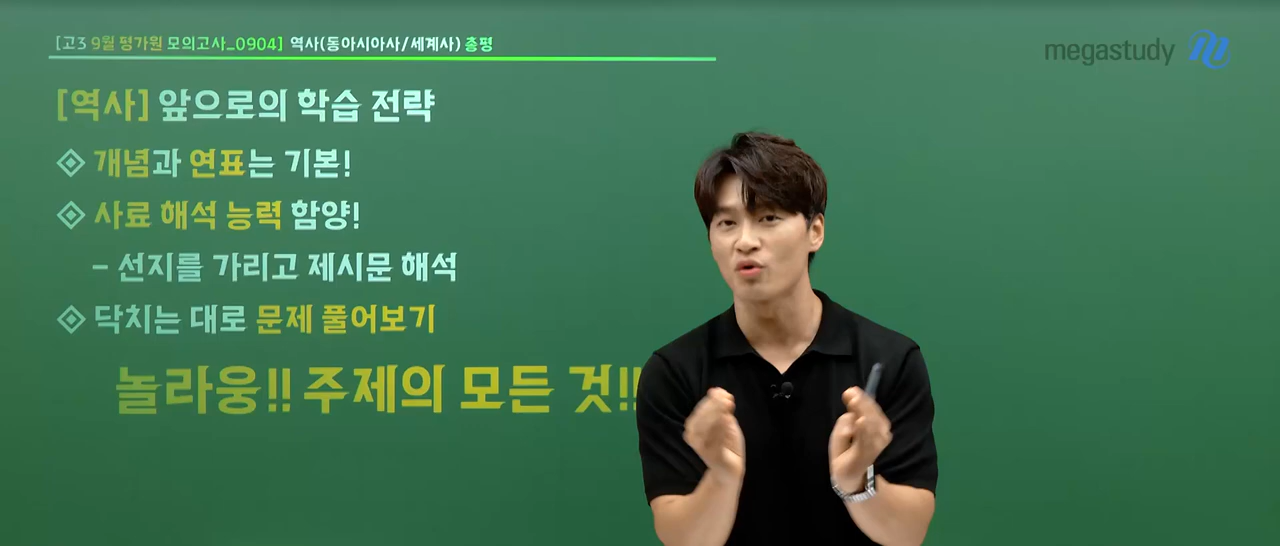 [고3 9월 평가원 모의고사_0904] 역사(동아시아사/세계사) 총평
megastudy
[역사] 앞으로의 학습 전략
개념과 연표는 기본!
사료 해석 능력 함양!
- 선지를 가리고 제시문 해석
닥치는 대로 문제 풀어보기
놀라웅!! 주제의 모든 것!!